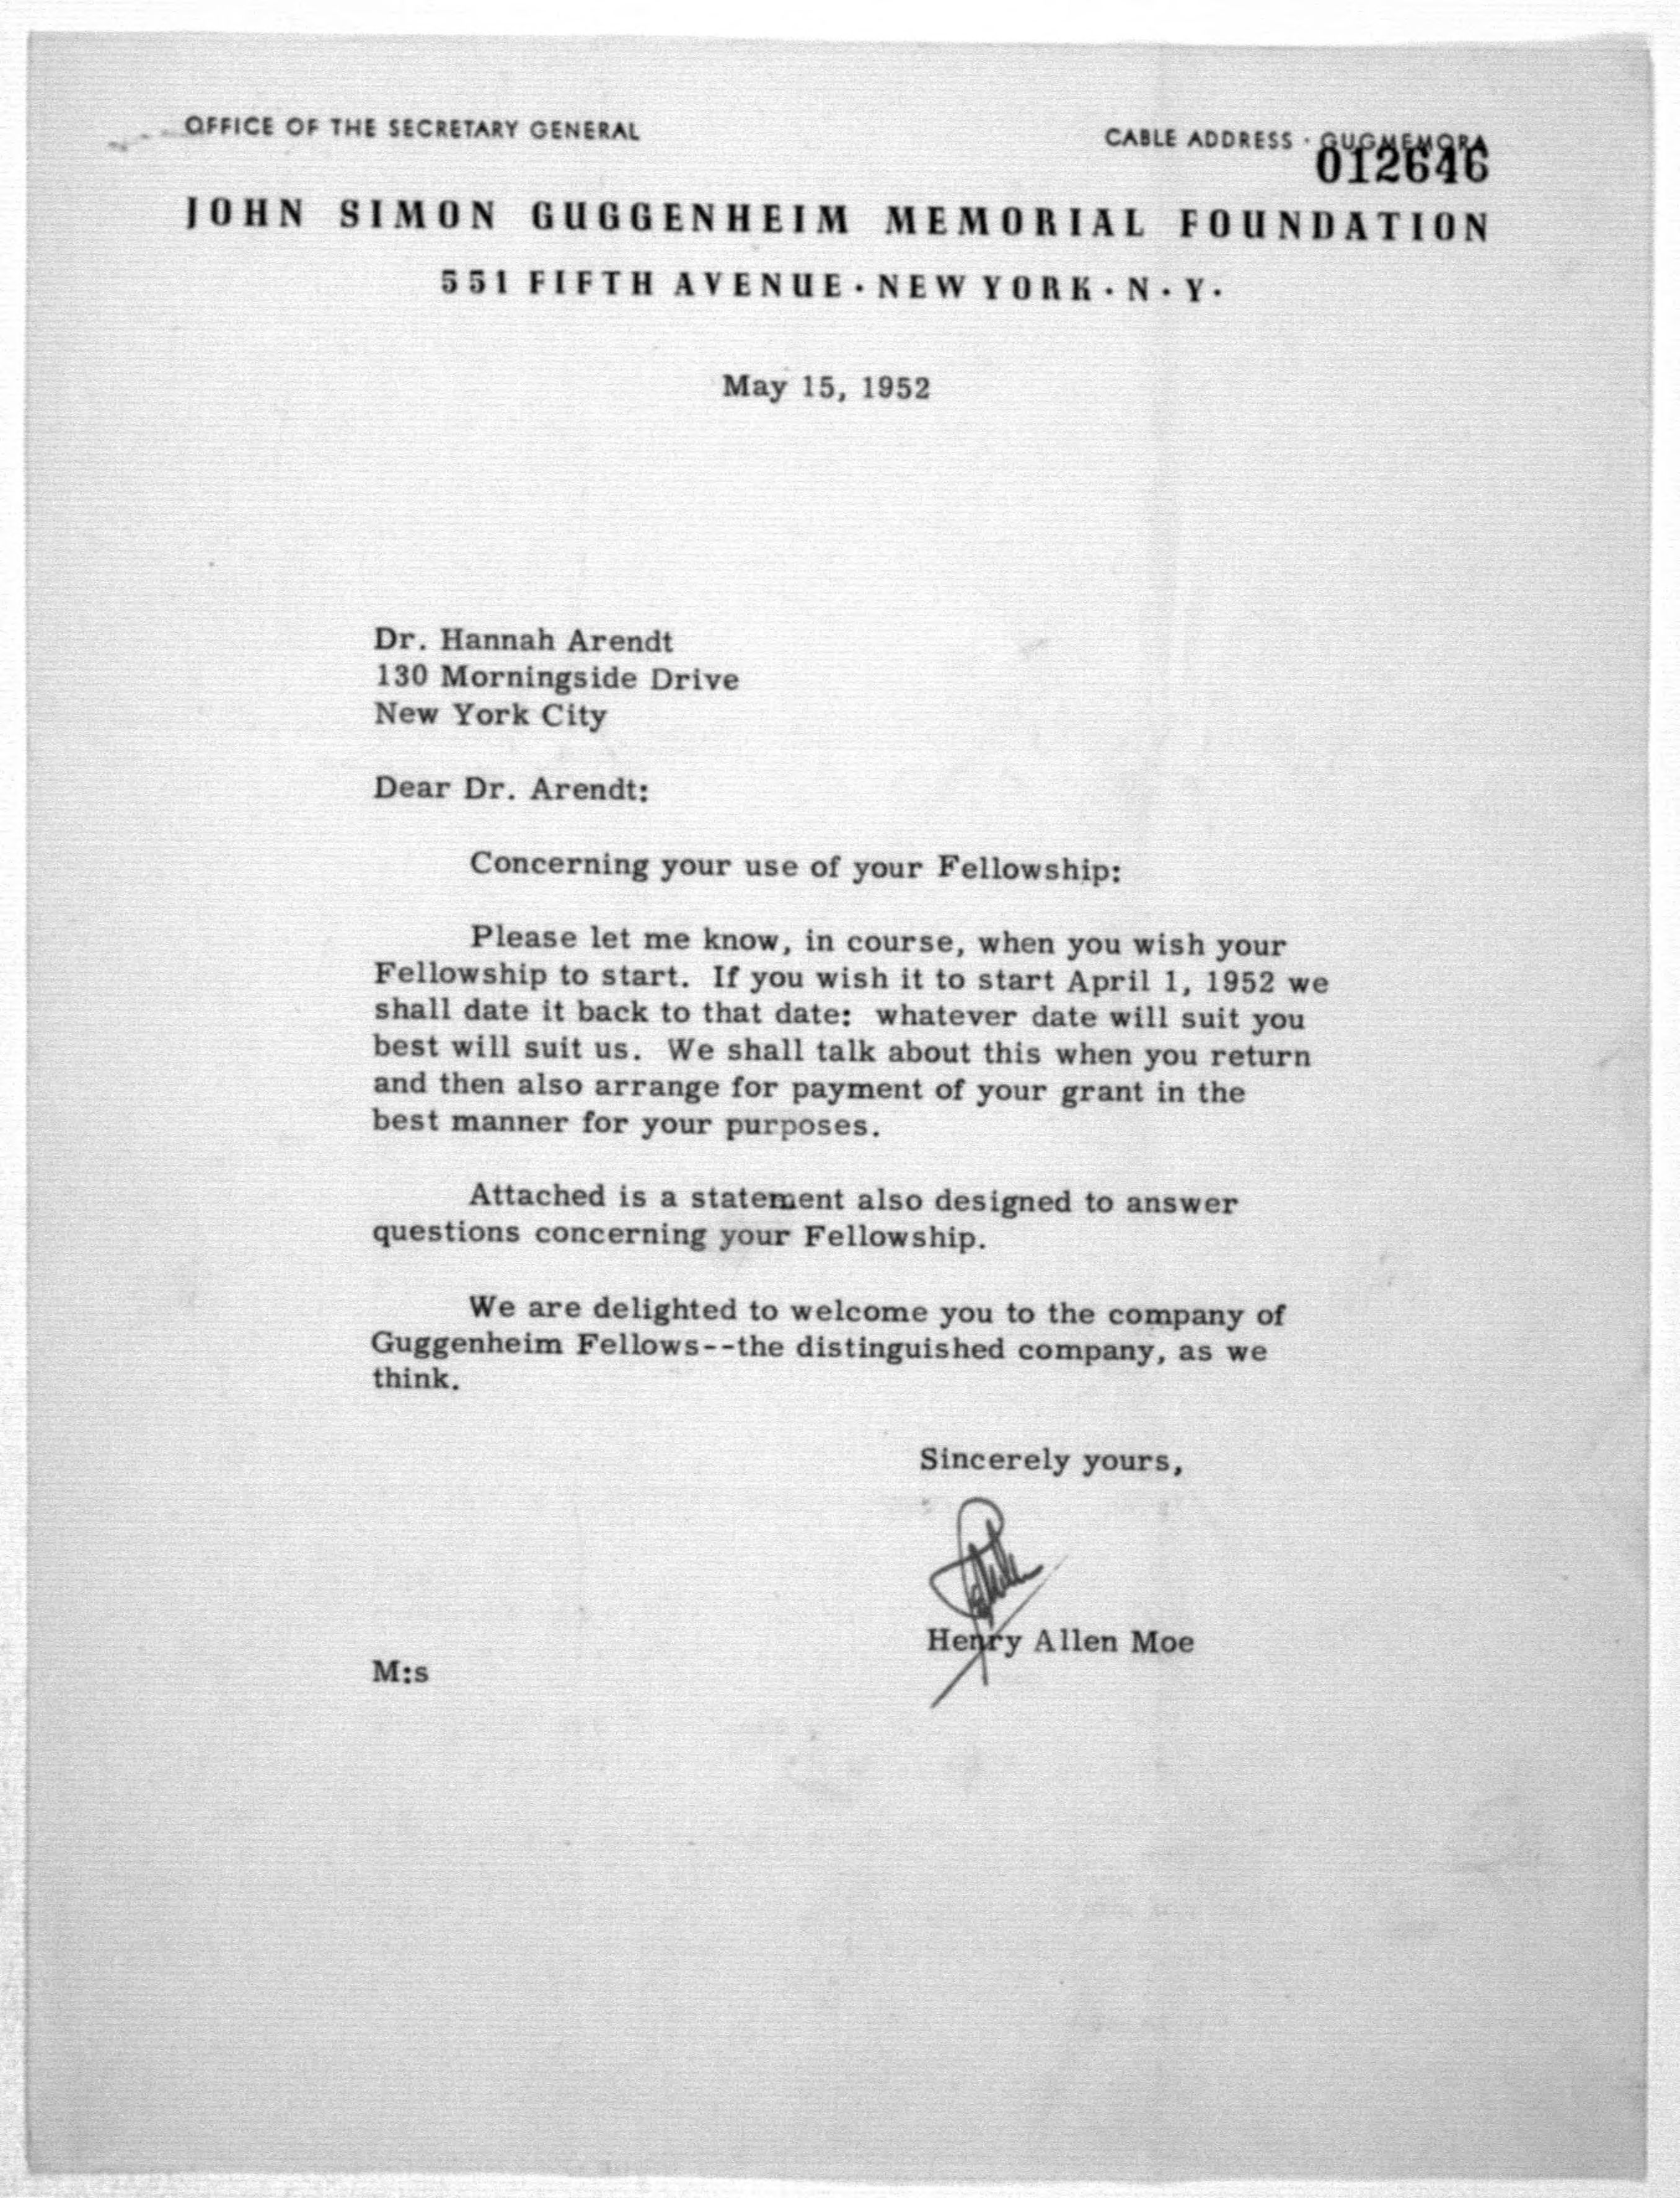 OFFICE OF THE SECRETARY GENERAL
CABLE ADDRESS · GUGMEMORA
012646
JOHN SIMON GUGGENHEIM MEMORIAL FOUNDATION
551 FIFTH AVENUE · NEW YORK · N · Y ·
May 15, 1952
Dr. Hannah Arendt
130 Morningside Drive
New York City
Dear Dr. Arendt:
Concerning your use of your Fellowship:
Please let me know, in course, when you wish your
Fellowship to start. If you wish it to start April 1, 1952 we
shall date it back to that date: whatever date will suit you
best will suit us. We shall talk about this when you return
and then also arrange for payment of your grant in the
best manner for your purposes.
Attached is a statement also designed to answer
questions concerning your Fellowship.
We are delighted to welcome you to the company of
Guggenheim Fellows--the distinguished company, as we
think.
Sincerely yours,
Henry Allen Moe
M:s